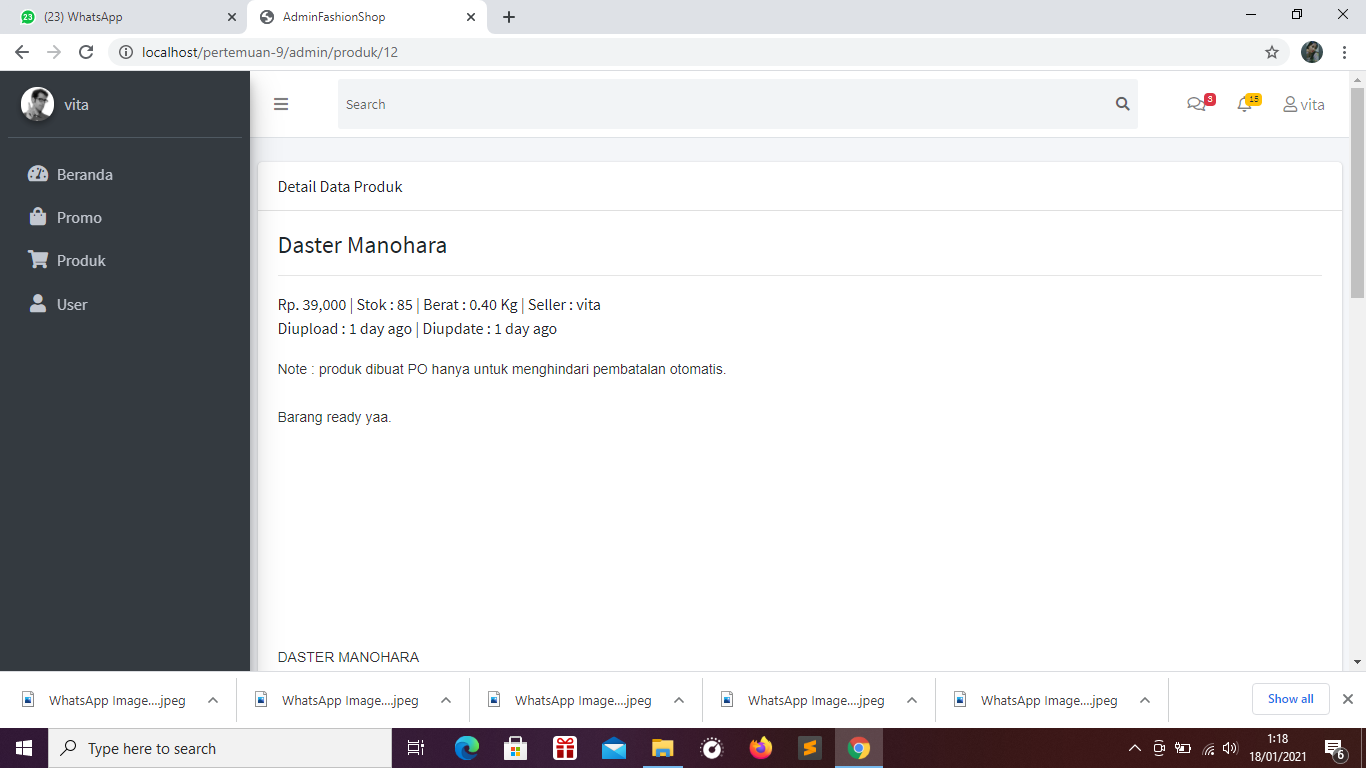 (23) WhatsApp
AdminFashionShop
localhost/pertemuan-9/admin/produk/12
vita
Search
3
15
vita
Beranda
Promo
Produk
User
Detail Data Produk
Daster Manohara
Rp. 39,000 | Stok : 85 | Berat : 0.40 Kg | Seller : vita
Diupload : 1 day ago | Diupdate : 1 day ago
Note : produk dibuat PO hanya untuk menghindari pembatalan otomatis.
Barang ready yaa.
DASTER MANOHARA
WhatsApp Image....jpeg
WhatsApp Image....jpeg
WhatsApp Image....jpeg
WhatsApp Image....jpeg
WhatsApp Image....jpeg
Show all
Type here to search
1:18
18/01/2021
6